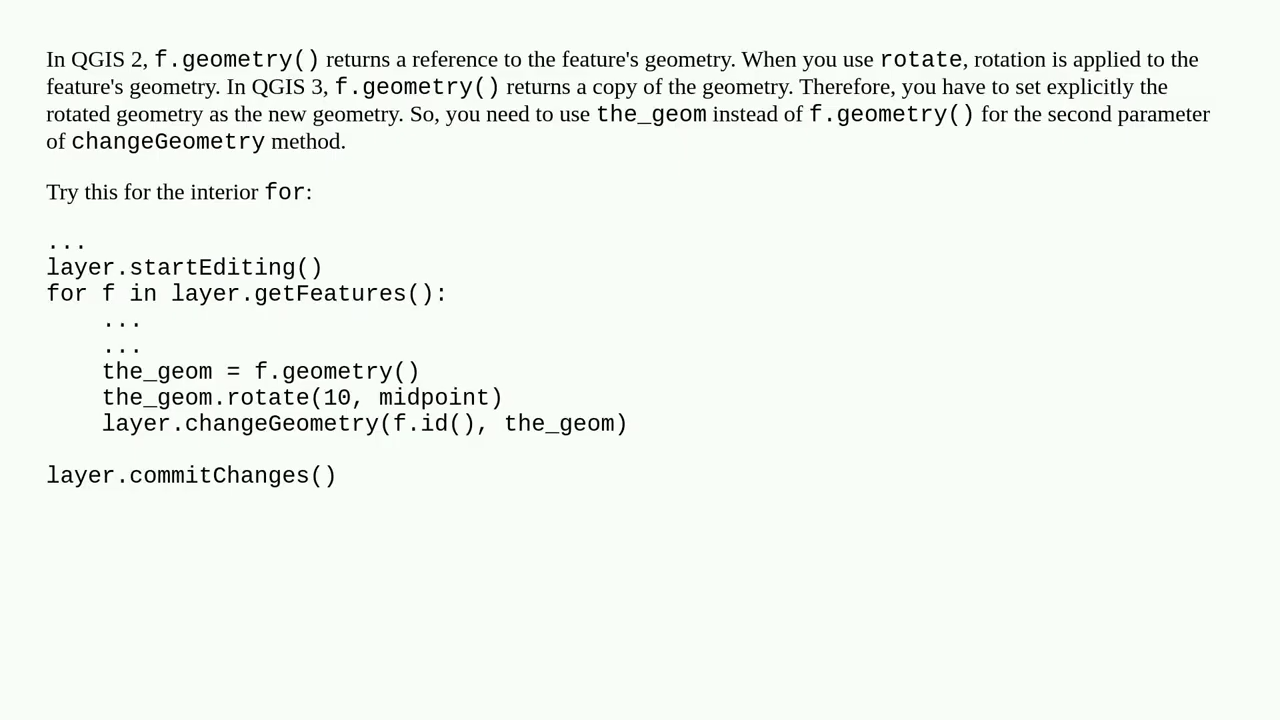 In QGIS 2, f.geometry() returns a reference to the feature's geometry. When you use rotate, rotation is applied to the
feature's geometry. In QGIS 3, f.geometry() returns a copy of the geometry. Therefore, you have to set explicitly the
rotated geometry as the new geometry. So, you need to use the_geom instead of f.geometry() for the second parameter
of changeGeometry method.
Try this for the interior for:
...
layer.startEditing()
for f in layer.getFeatures():
    ...
    ...
    the_geom = f.geometry()
    the_geom.rotate(10, midpoint)
    layer.changeGeometry(f.id(), the_geom)
layer.commitChanges()